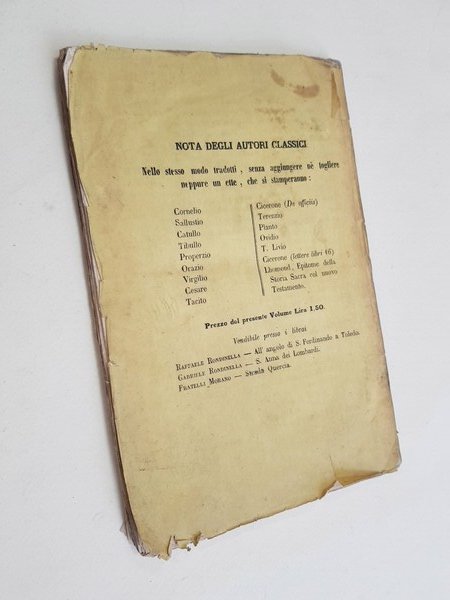 NOTA DEGLI AUTORI CLASSICI
Nello stesso modo tradotti, senza aggiungere nè togliere
neppure un ette, che si stamperanno:
Cornelio
Sallustio
Catullo
Tibullo
Properzio
Orazio
Virgilio
Cesare
Tacito
Cicerone (De officiis)
Terenzio
Plauto
Ovidio
T. Livio
Cicerone (lettere libri 16)
Lhomond, Epitome della
Storia Sacra col nuovo
Testamento.
Prezzo del presente Volume Lira 1.50.
Vendibile presso i librai
RAFFAELE RONDINELLA — All' angolo di S. Ferdinando a Toledo.
GABRIELE RONDINELLA — S. Anna dei Lombardi.
FRATELLI MORANO — Strada Quercia.